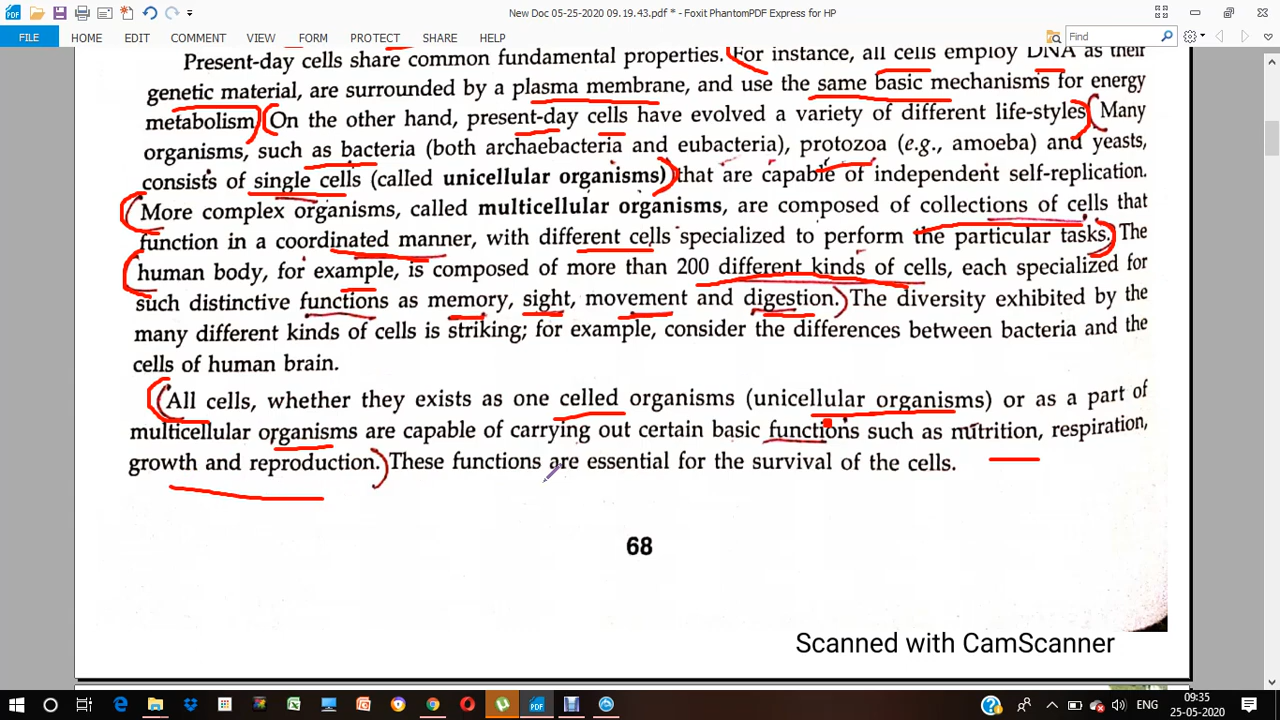 New Doc 05-25-2020 09.19.43.pdf * - Foxit PhantomPDF Express for HP
FILE HOME EDIT COMMENT VIEW FORM PROTECT SHARE HELP Find
Present-day cells share common fundamental properties. (For instance, all cells employ DNA as their
genetic material, are surrounded by a plasma membrane, and use the same basic mechanisms for energy
metabolism.) (On the other hand, present-day cells have evolved a variety of different life-styles) (Many
organisms, such as bacteria (both archaebacteria and eubacteria), protozoa (e.g., amoeba) and yeasts,
consists of single cells (called unicellular organisms) that are capable of independent self-replication.
(More complex organisms, called multicellular organisms, are composed of collections of cells that
function in a coordinated manner, with different cells specialized to perform the particular tasks.) The
(human body, for example, is composed of more than 200 different kinds of cells, each specialized for
such distinctive functions as memory, sight, movement and digestion.) The diversity exhibited by the
many different kinds of cells is striking; for example, consider the differences between bacteria and the
cells of human brain.
(All cells, whether they exists as one celled organisms (unicellular organisms) or as a part of
multicellular organisms are capable of carrying out certain basic functions such as nutrition, respiration,
growth and reproduction.) These functions are essential for the survival of the cells.
68
Scanned with CamScanner
ENG 09:35
25-05-2020